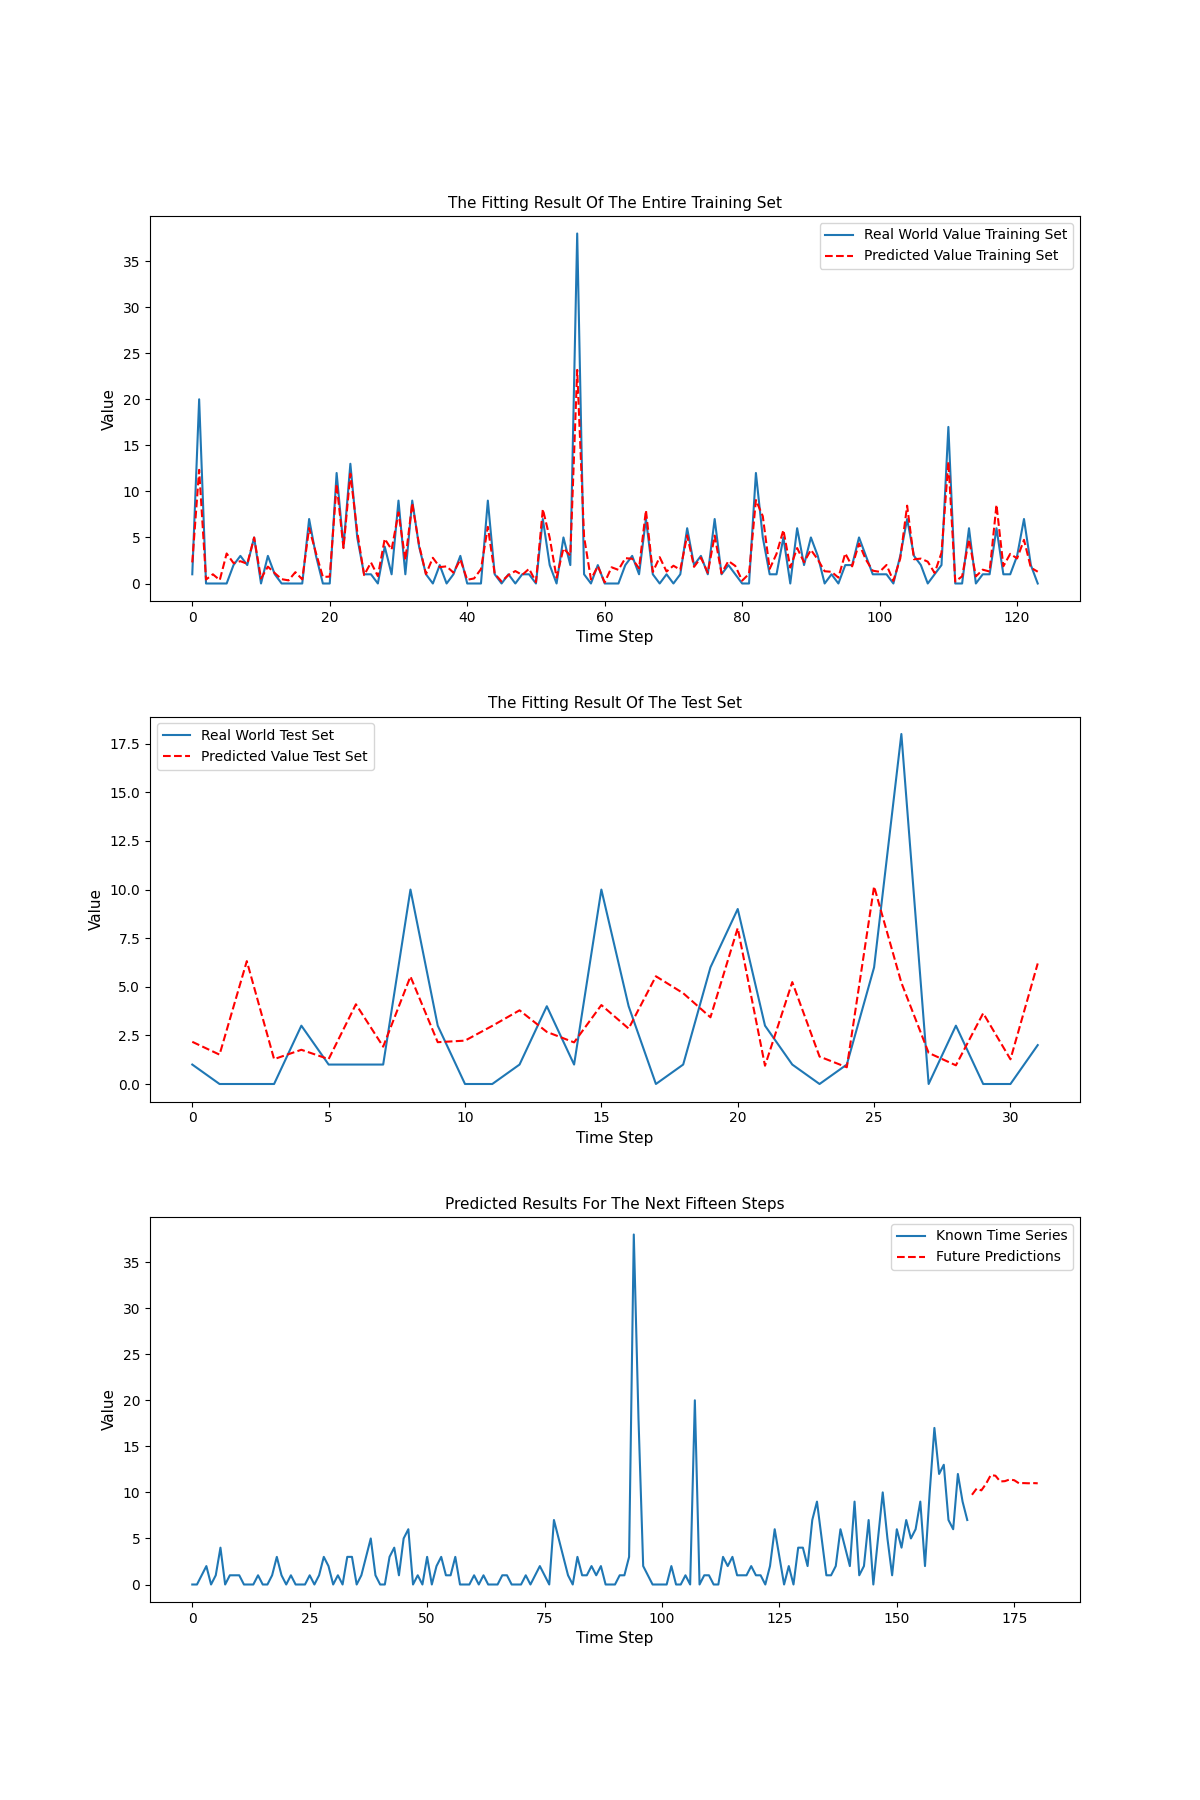 The Fitting Result Of The Entire Training Set
Real World Value Training Set
Predicted Value Training Set
35
30
25
20
15
10
5
0
Value
0 20 40 60 80 100 120
Time Step
The Fitting Result Of The Test Set
Real World Test Set
Predicted Value Test Set
17.5
15.0
12.5
10.0
7.5
5.0
2.5
0.0
Value
0 5 10 15 20 25 30
Time Step
Predicted Results For The Next Fifteen Steps
Known Time Series
Future Predictions
35
30
25
20
15
10
5
0
Value
0 25 50 75 100 125 150 175
Time Step